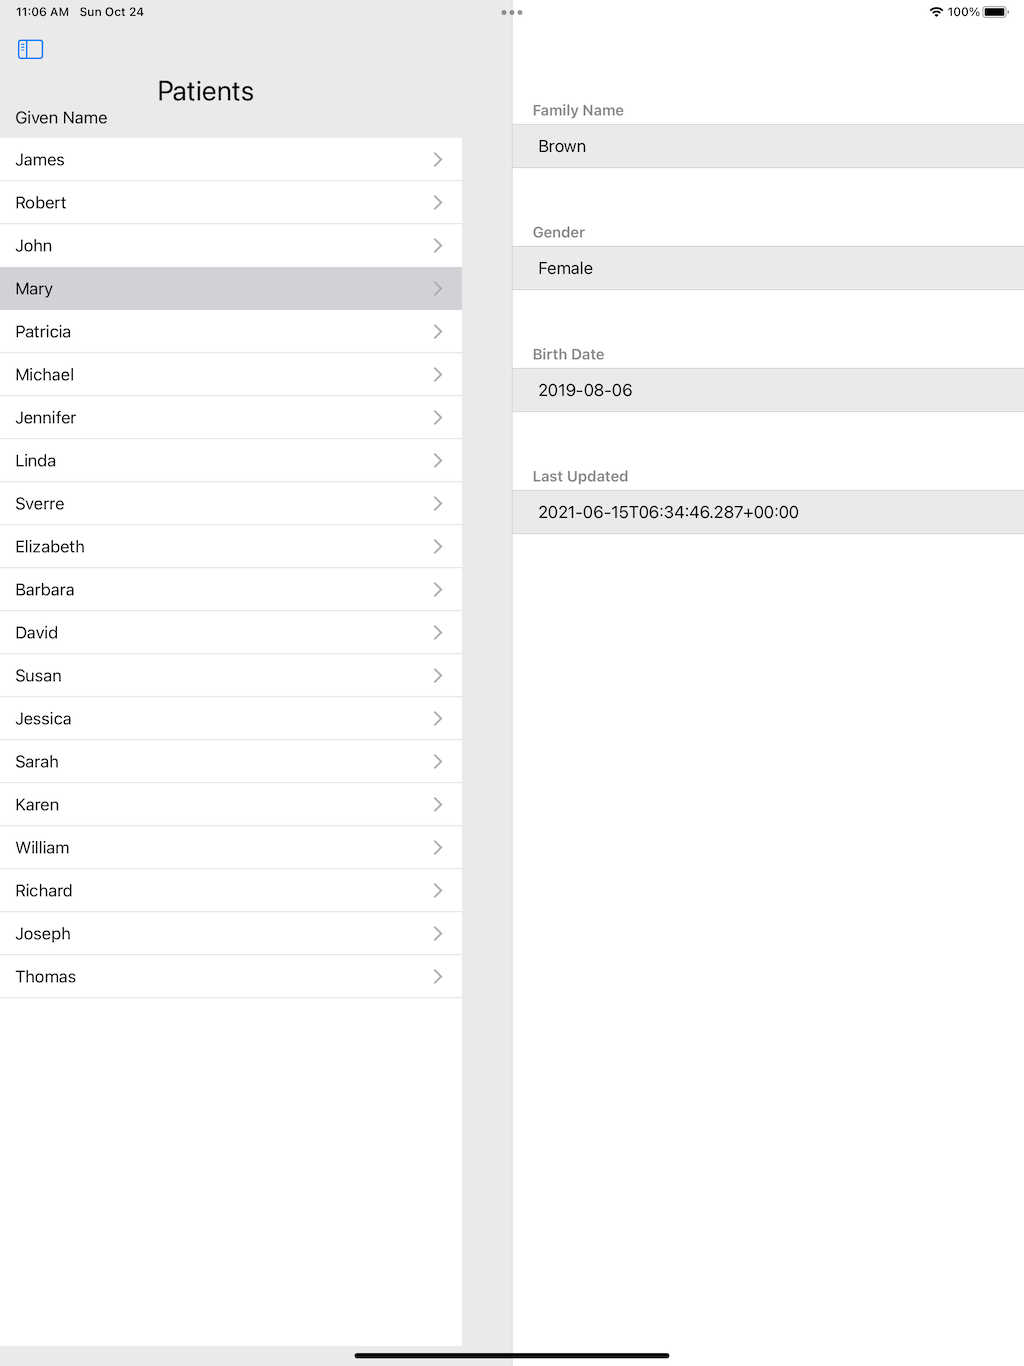 11:06 AM Sun Oct 24
100%
Patients
Given Name
James
Robert
John
Mary
Patricia
Michael
Jennifer
Linda
Sverre
Elizabeth
Barbara
David
Susan
Jessica
Sarah
Karen
William
Richard
Joseph
Thomas
Family Name
Brown
Gender
Female
Birth Date
2019-08-06
Last Updated
2021-06-15T06:34:46.287+00:00